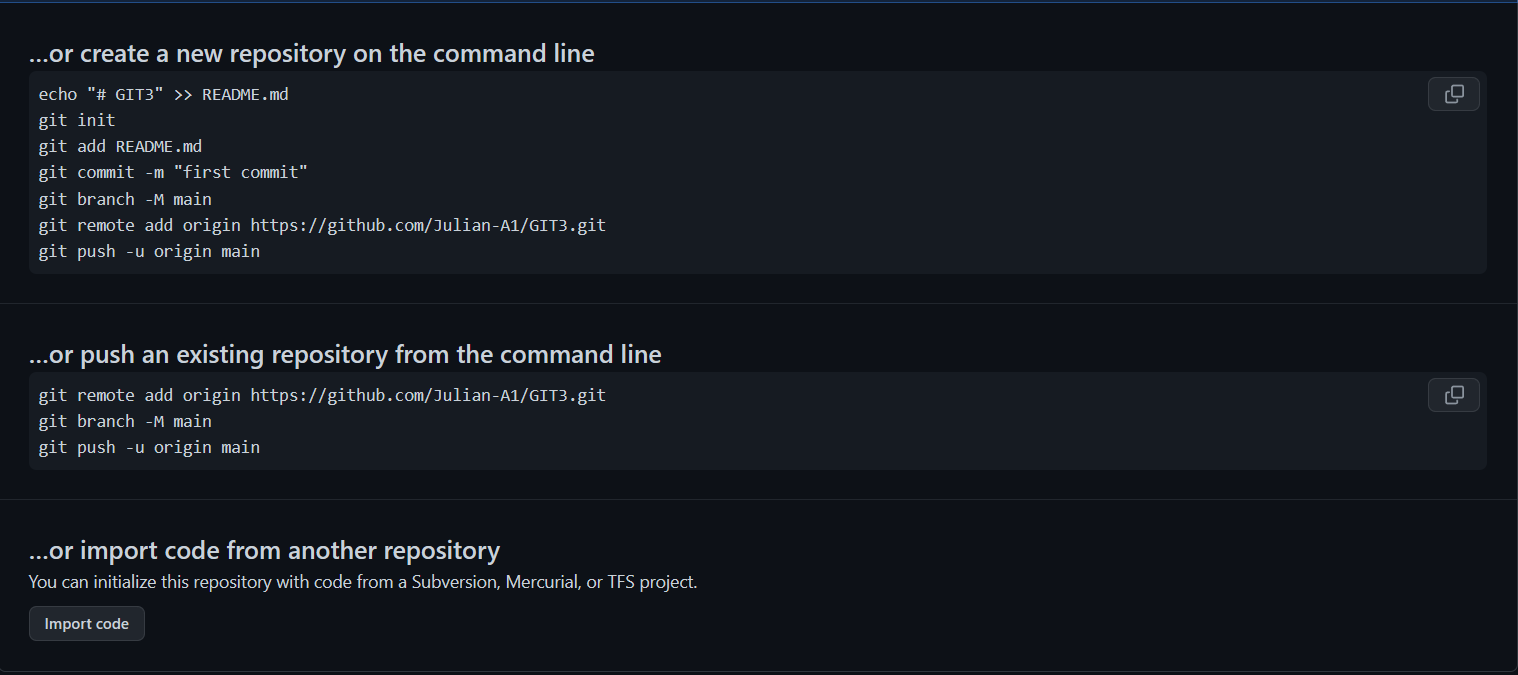 ...or create a new repository on the command line
echo "# GIT3" >> README.md
git init
git add README.md
git commit -m "first commit"
git branch -M main
git remote add origin https://github.com/Julian-A1/GIT3.git
git push -u origin main
...or push an existing repository from the command line
git remote add origin https://github.com/Julian-A1/GIT3.git
git branch -M main
git push -u origin main
...or import code from another repository
You can initialize this repository with code from a Subversion, Mercurial, or TFS project.
Import code